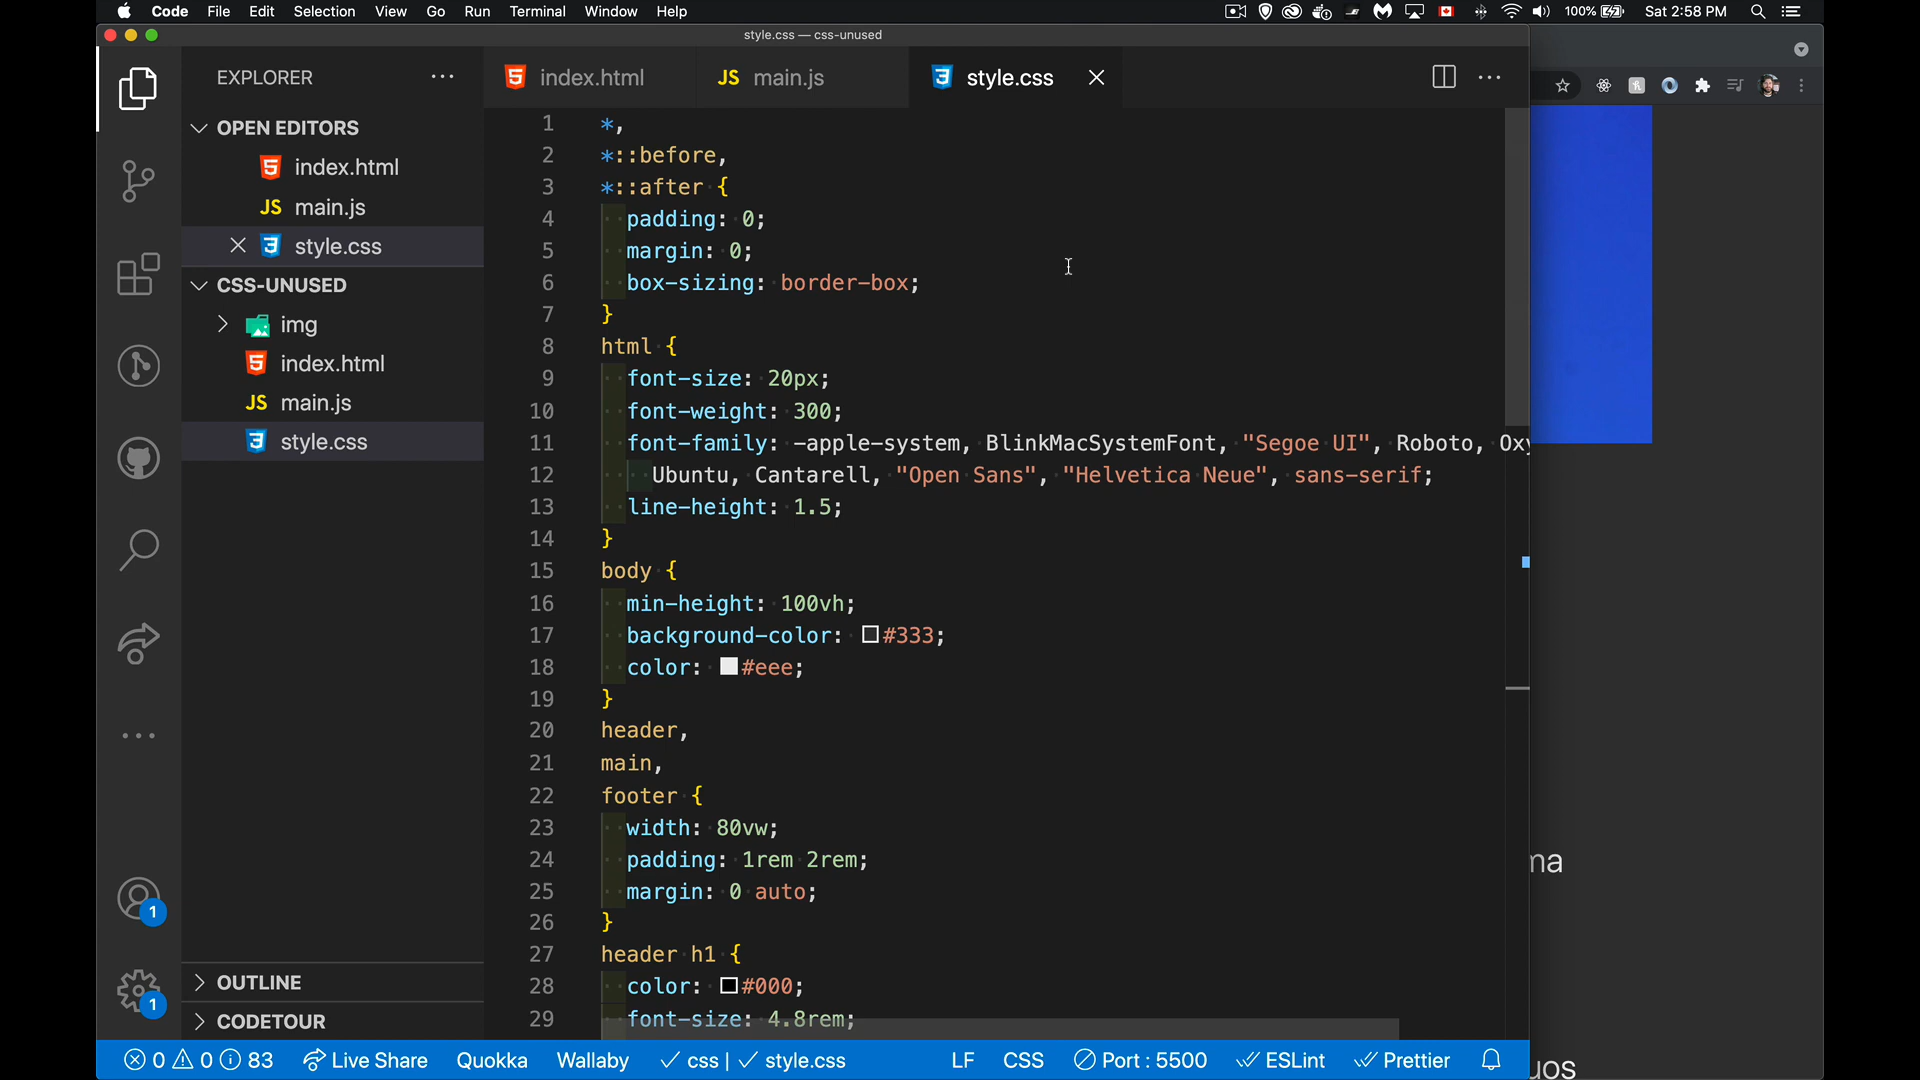 Code File Edit Selection View Go Run Terminal Window Help 100% Sat 2:58 PM
style.css — css-unused
EXPLORER
OPEN EDITORS
index.html
JS main.js
style.css
CSS-UNUSED
img
index.html
JS main.js
style.css
OUTLINE
CODETOUR
1
1
index.html JS main.js style.css
1 *,
2 *::before,
3 *::after {
4 padding: 0;
5 margin: 0;
6 box-sizing: border-box;
7 }
8 html {
9 font-size: 20px;
10 font-weight: 300;
11 font-family: -apple-system, BlinkMacSystemFont, "Segoe UI", Roboto, Oxy
12 Ubuntu, Cantarell, "Open Sans", "Helvetica Neue", sans-serif;
13 line-height: 1.5;
14 }
15 body {
16 min-height: 100vh;
17 background-color: #333;
18 color: #eee;
19 }
20 header,
21 main,
22 footer {
23 width: 80vw;
24 padding: 1rem 2rem;
25 margin: 0 auto;
26 }
27 header h1 {
28 color: #000;
29 font-size: 4.8rem;
ma
uos
0 0 83 Live Share Quokka Wallaby css | style.css LF CSS Port : 5500 ESLint Prettier